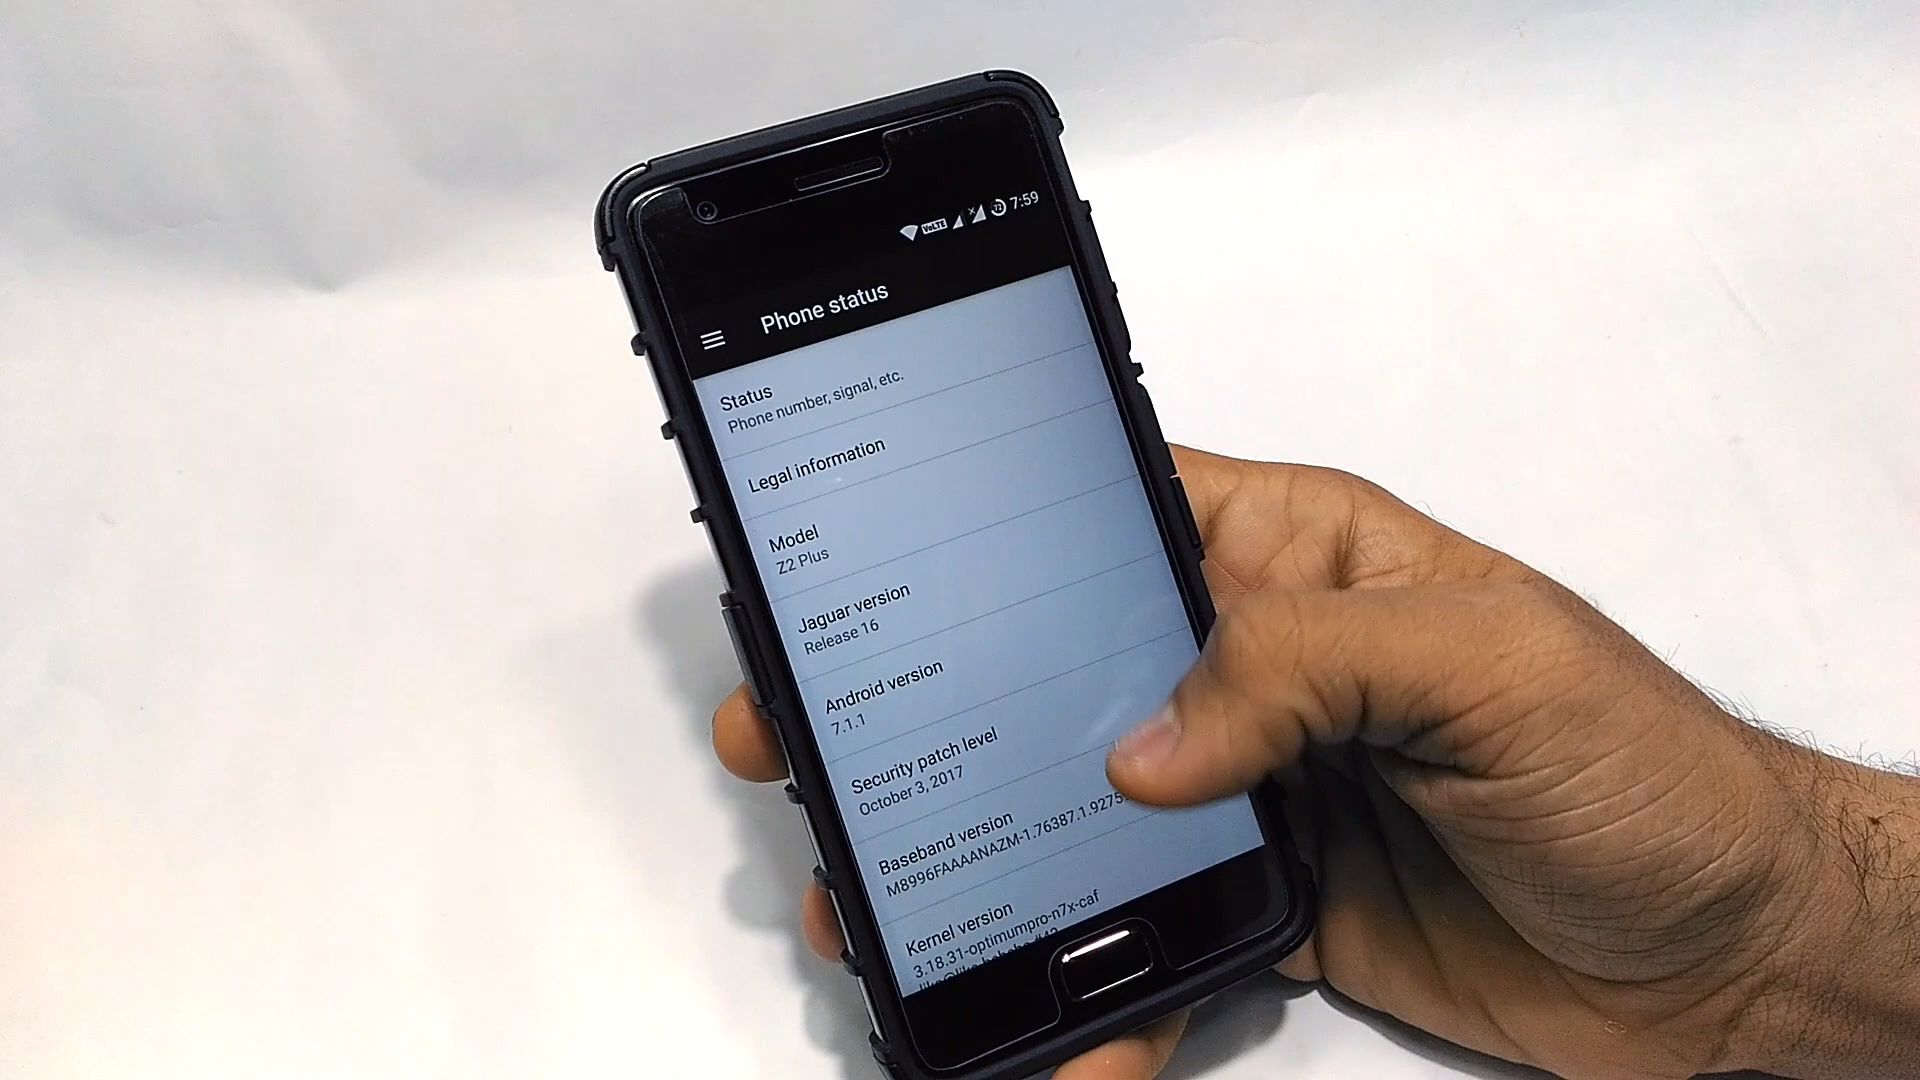 VoLTE 72 7:59
Phone status
Status
Phone number, signal, etc.
Legal information
Model
Z2 Plus
Jaguar version
Release 16
Android version
7.1.1
Security patch level
October 3, 2017
Baseband version
M8996FAAAANAZM-1.76387.1.9275
Kernel version
3.18.31-optimumpro-n7x-caf